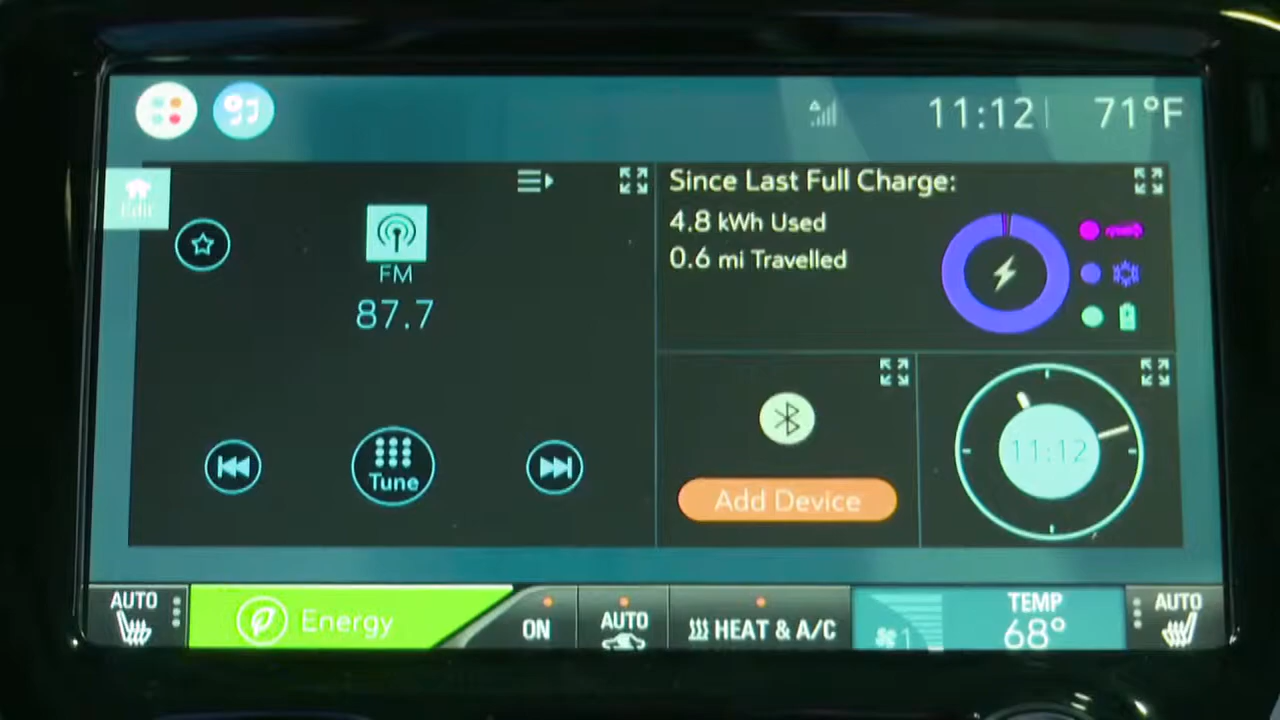 11:12
71°F
Edit
Since Last Full Charge:
4.8 kWh Used
0.6 mi Travelled
FM
87.7
Tune
Add Device
11:12
AUTO
Energy
ON
AUTO
HEAT & A/C
1
TEMP
68°
AUTO